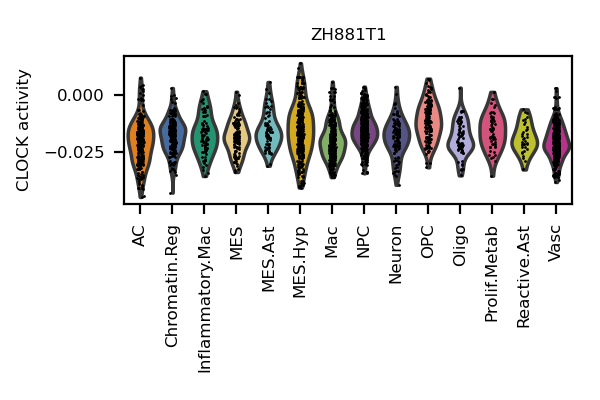 ZH881T1
CLOCK activity
0.000
−0.025
AC
Chromatin.Reg
Inflammatory.Mac
MES
MES.Ast
MES.Hyp
Mac
NPC
Neuron
OPC
Oligo
Prolif.Metab
Reactive.Ast
Vasc